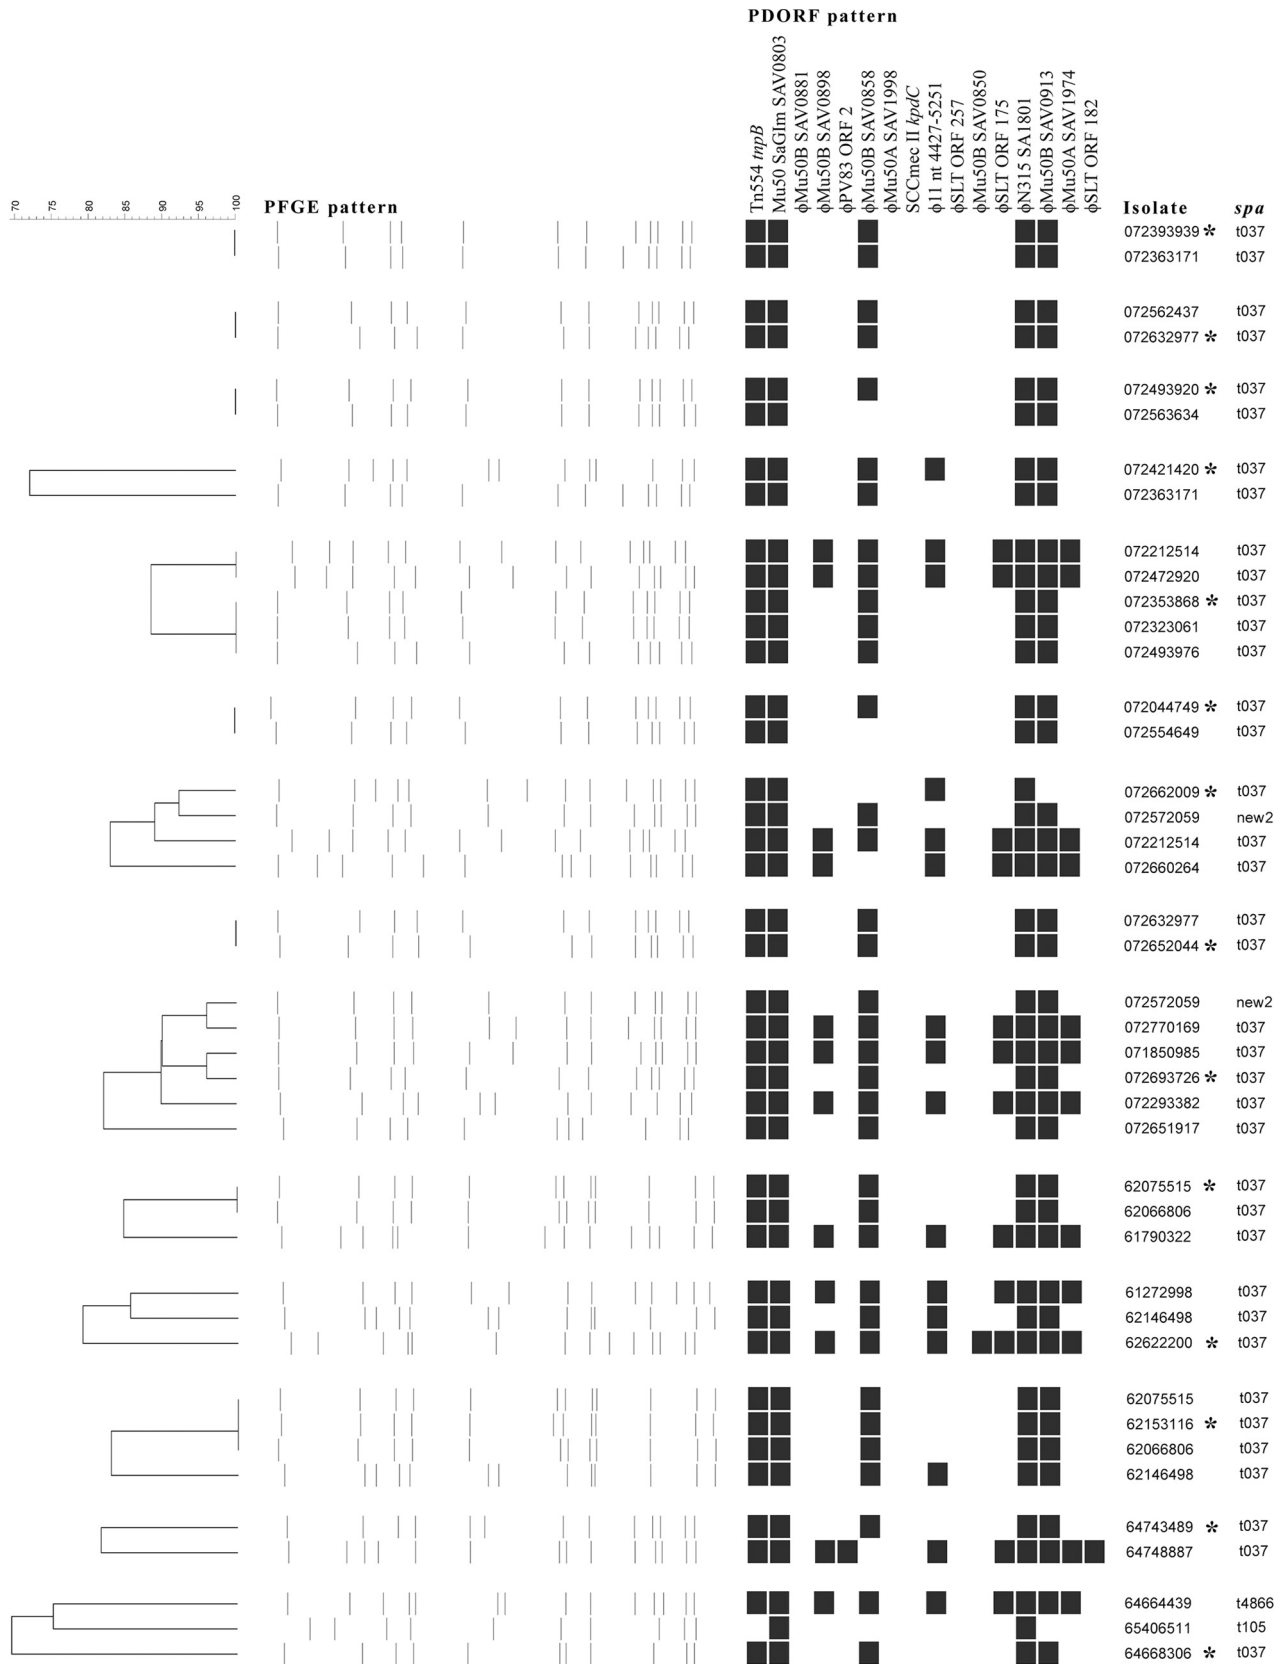 PDORF pattern
Tn554 tnpB
Mu50 SaGIm SAV0803
ϕMu50B SAV0881
ϕMu50B SAV0898
ϕPV83 ORF 2
ϕMu50B SAV0858
ϕMu50A SAV1998
SCCmec II kpdC
ϕ11 nt 4427-5251
ϕSLT ORF 257
ϕMu50B SAV0850
ϕSLT ORF 175
ϕN315 SA1801
ϕMu50B SAV0913
ϕMu50A SAV1974
ϕSLT ORF 182
70 75 80 85 90 95 100
PFGE pattern Isolate spa
072393939 * t037
072363171 t037
072562437 t037
072632977 * t037
072493920 * t037
072563634 t037
072421420 * t037
072363171 t037
072212514 t037
072472920 t037
072353868 * t037
072323061 t037
072493976 t037
072044749 * t037
072554649 t037
072662009 * t037
072572059 new2
072212514 t037
072660264 t037
072632977 t037
072652044 * t037
072572059 new2
072770169 t037
071850985 t037
072693726 * t037
072293382 t037
072651917 t037
62075515 * t037
62066806 t037
61790322 t037
61272998 t037
62146498 t037
62622200 * t037
62075515 t037
62153116 * t037
62066806 t037
62146498 t037
64743489 * t037
64748887 t037
64664439 t4866
65406511 t105
64668306 * t037